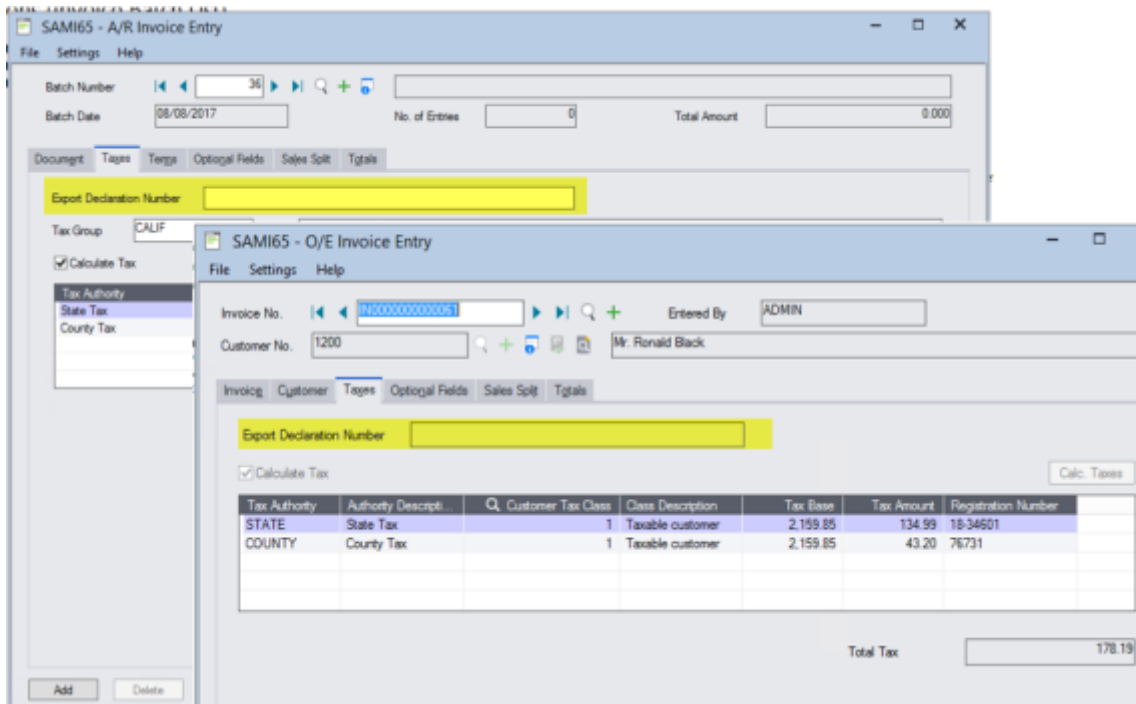 SAMI65 - A/R Invoice Entry
File Settings Help
Batch Number 36
Batch Date 08/08/2017 No. of Entries 0 Total Amount 0.000
Document Taxes Terms Optional Fields Sales Split Totals
Export Declaration Number
Tax Group CALIF
Calculate Tax
Tax Authority
State Tax
County Tax
Add Delete
SAMI65 - O/E Invoice Entry
File Settings Help
Invoice No. IN000000000061 Entered By ADMIN
Customer No. 1200 Mr. Ronald Black
Invoice Customer Taxes Optional Fields Sales Split Totals
Export Declaration Number
Calculate Tax Calc. Taxes
Tax Authority Authority Descripti... Customer Tax Class Class Description Tax Base Tax Amount Registration Number
STATE State Tax 1 Taxable customer 2,159.85 134.99 18-34601
COUNTY County Tax 1 Taxable customer 2,159.85 43.20 76731
Total Tax 178.19